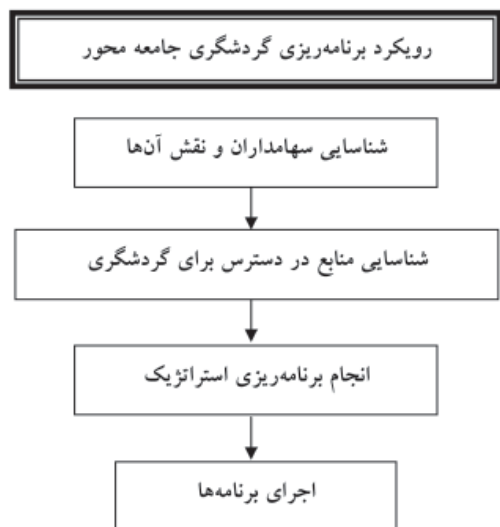 رویکرد برنامه‌ریزی گردشگری جامعه محور
شناسایی سهامداران و نقش آن‌ها
شناسایی منابع در دسترس برای گردشگری
انجام برنامه‌ریزی استراتژیک
اجرای برنامه‌ها